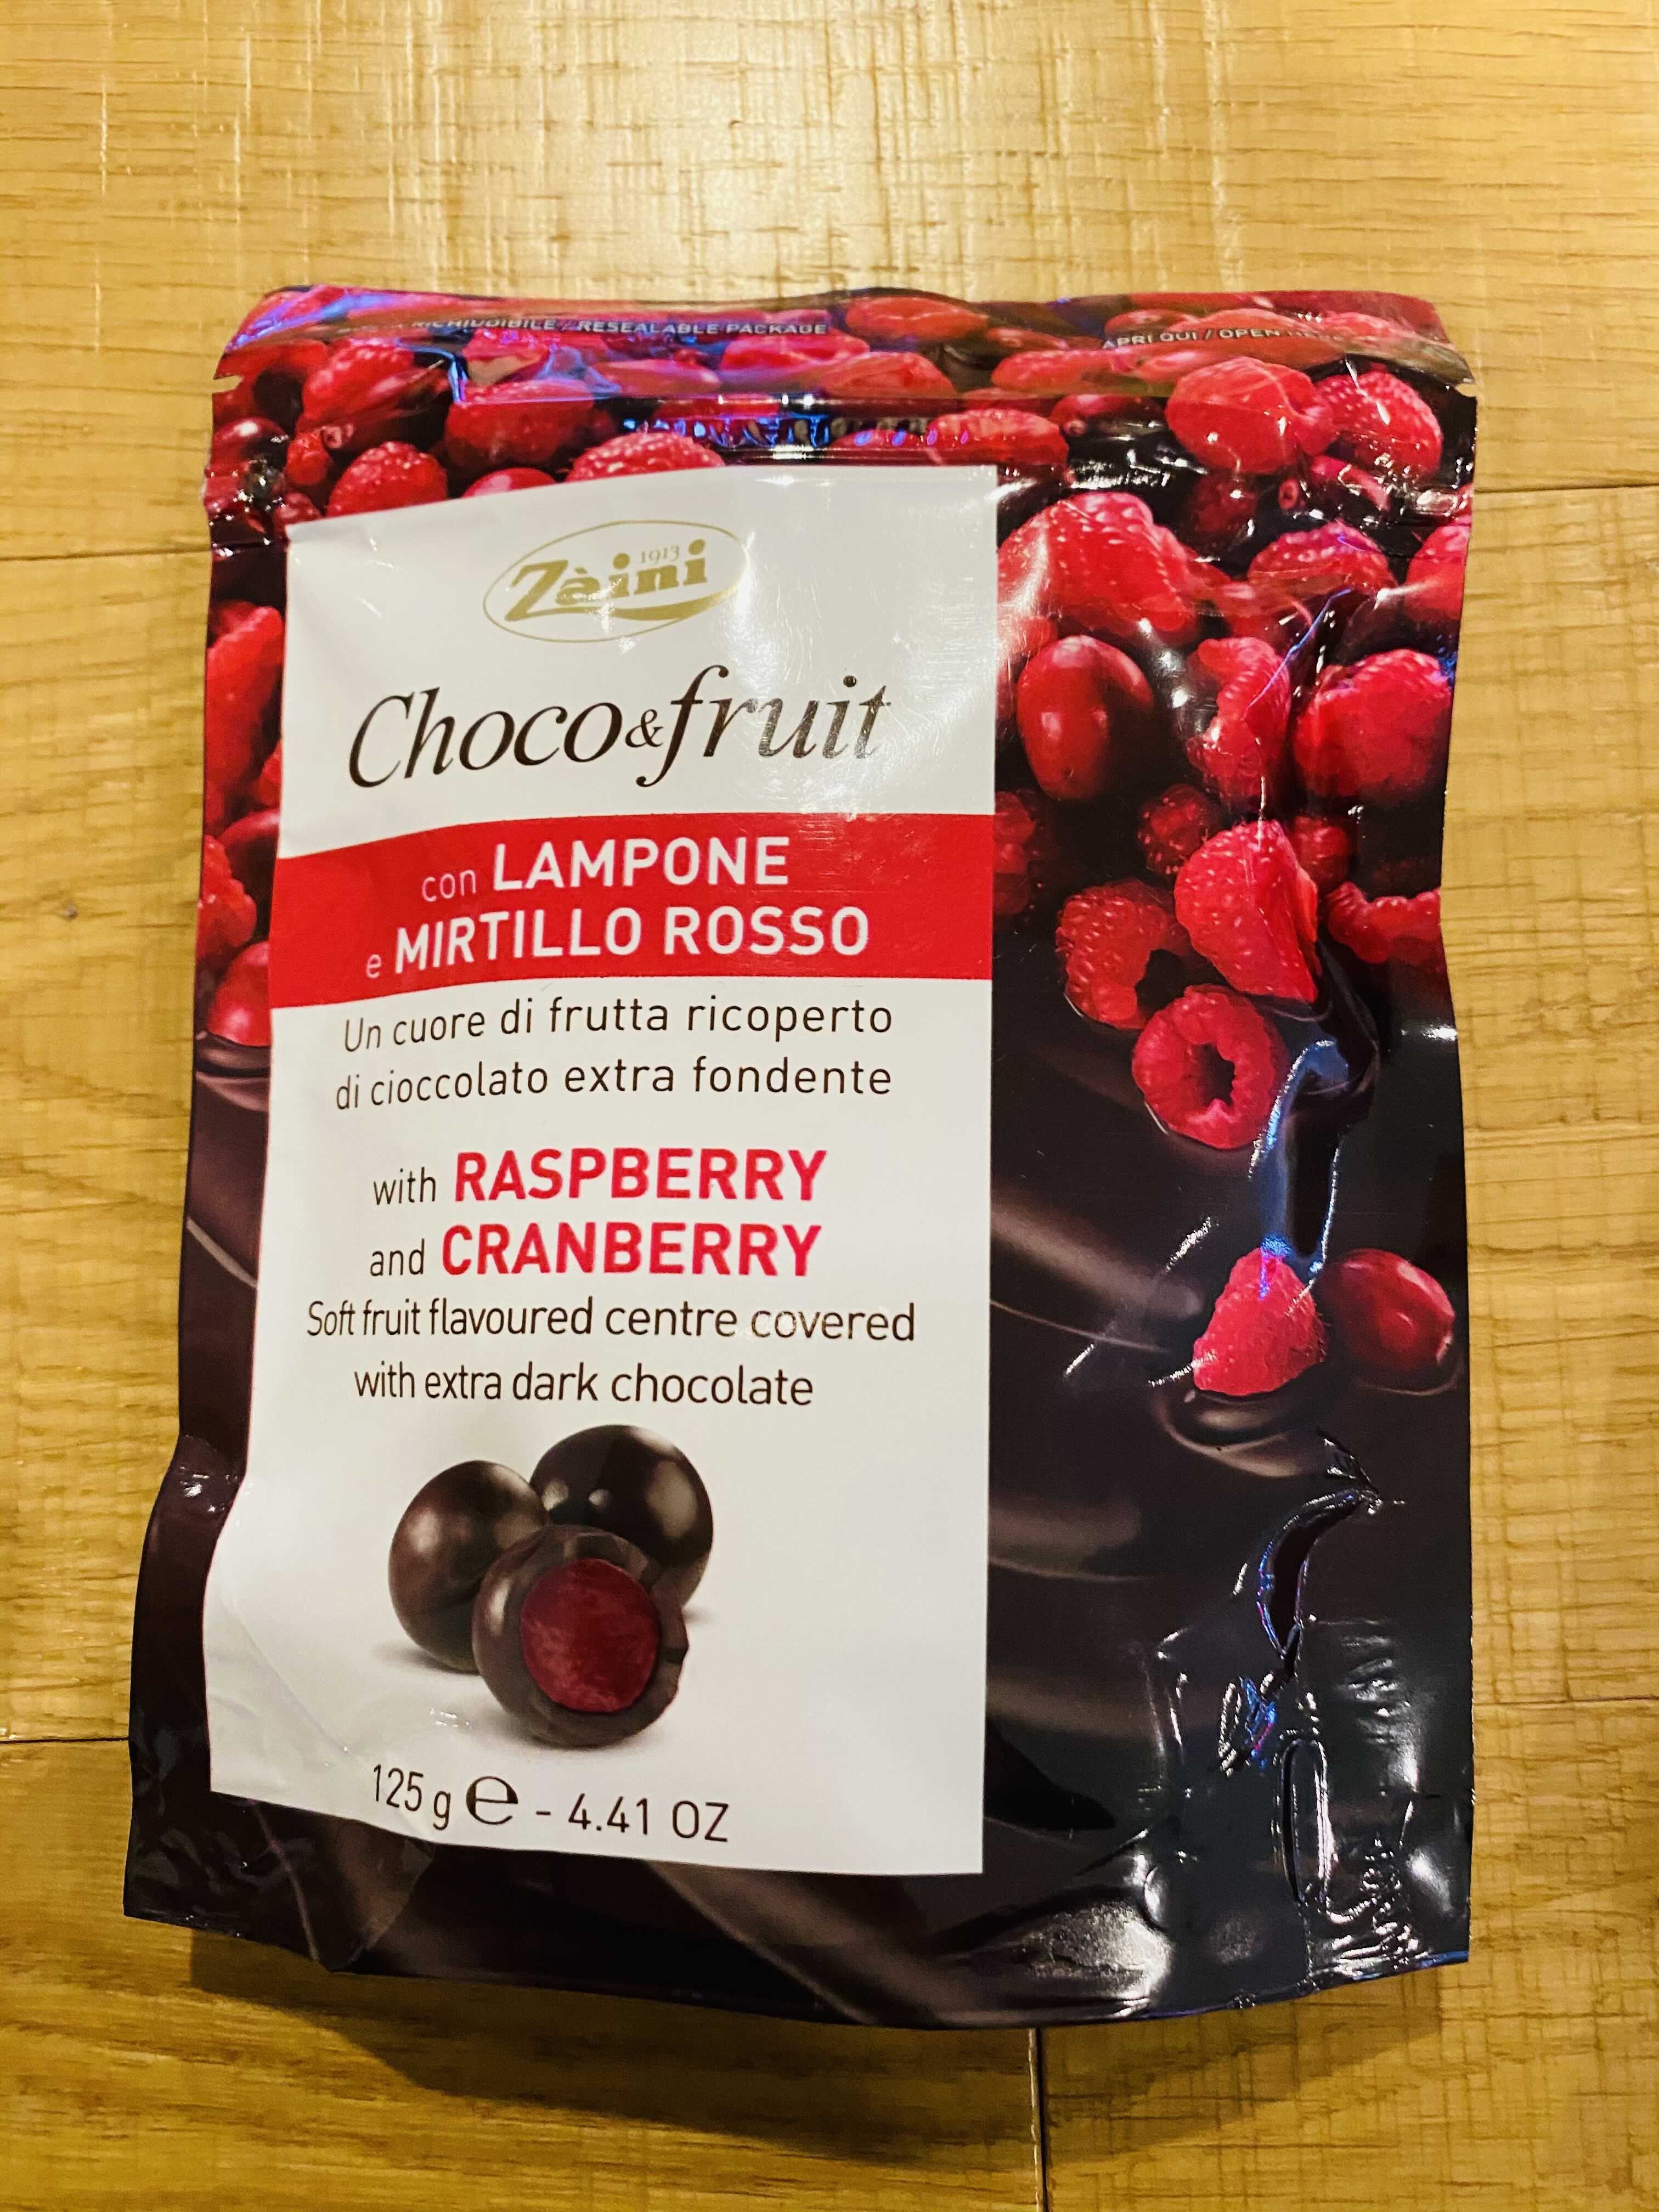 RICHIUDIBILE / RESEALABLE PACKAGE
APRI QUI / OPEN
Zàini
1913
Choco&fruit
con LAMPONE
e MIRTILLO ROSSO
Un cuore di frutta ricoperto
di cioccolato extra fondente
with RASPBERRY
and CRANBERRY
Soft fruit flavoured centre covered
with extra dark chocolate
125 g ℮ - 4.41 OZ